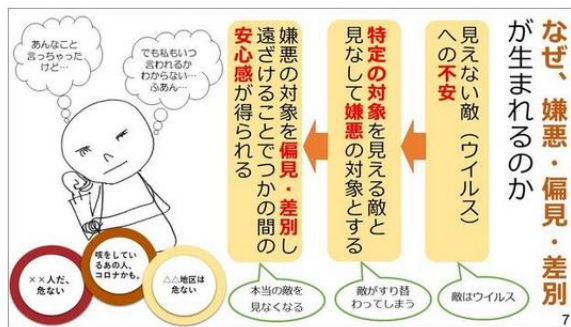 なぜ、嫌悪・偏見・差別
が生まれるのか
見えない敵（ウイルス）
への不安
特定の対象を見える敵と
見なして嫌悪の対象とする
嫌悪の対象を偏見・差別し
遠ざけることでつかの間の
安心感が得られる
敵はウイルス
敵がすり替
わってしまう
本当の敵を
見なくなる
あんなこと
言っちゃった
けど…
でも私もいつ
言われるか
わからない…
ふあん…
××人だ、
危ない
咳をしてい
るあの人、
コロナかも。
△△地区は
危ない
7